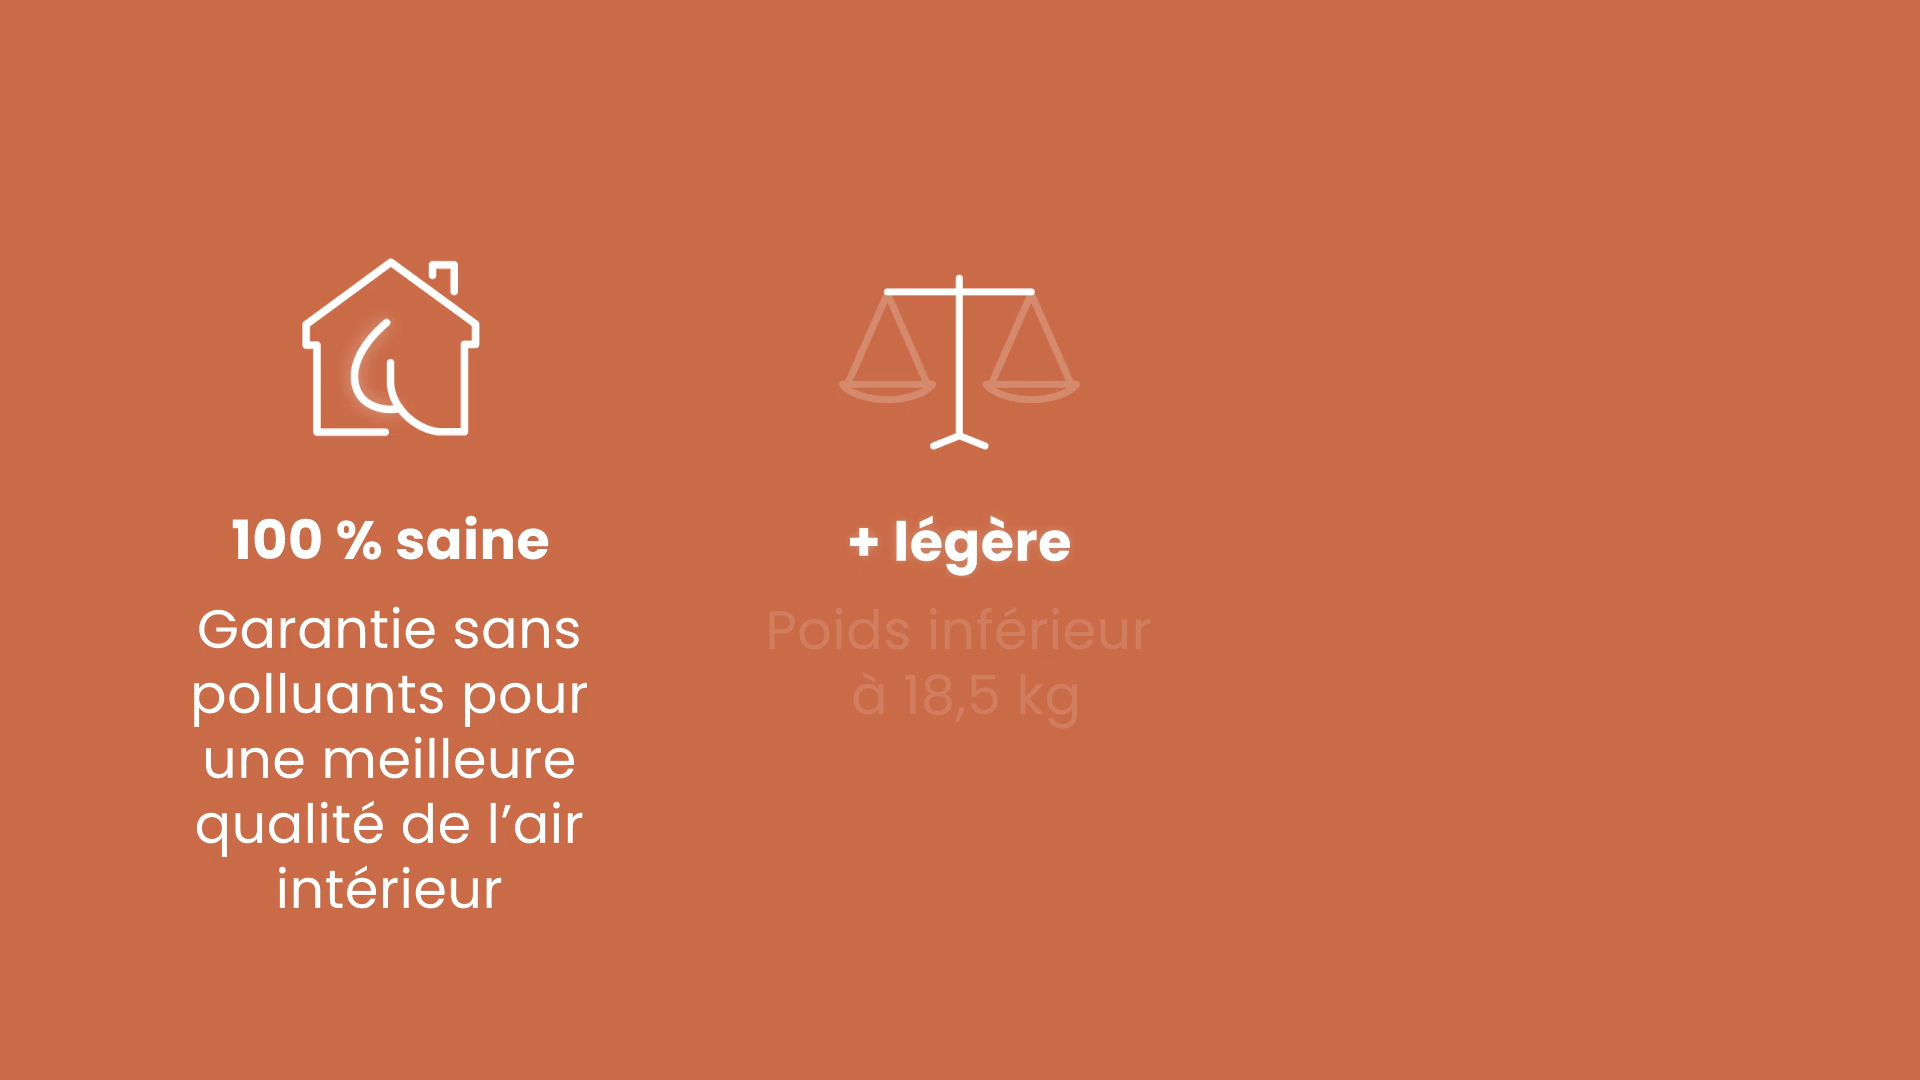 100 % saine
Garantie sans
polluants pour
une meilleure
qualité de l’air
intérieur
+ légère
Poids inférieur
à 18,5 kg